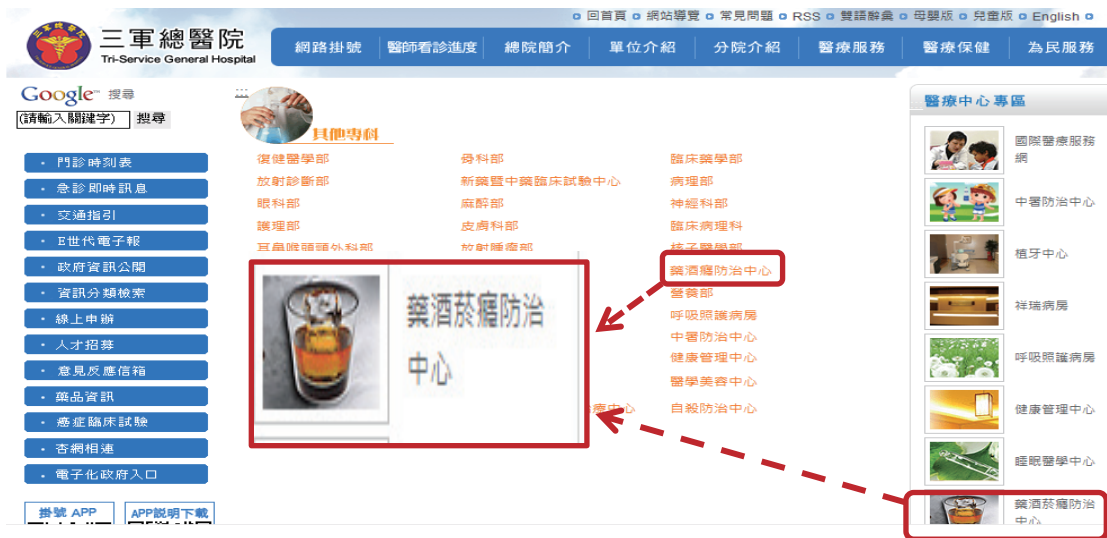 回首頁 網站導覽 常見問題 RSS 雙語辭彙 母嬰版 兒童版 English
三軍總醫院
Tri-Service General Hospital
網路掛號 醫師看診進度 總院簡介 單位介紹 分院介紹 醫療服務 醫療保健 為民服務
Google™ 搜尋
(請輸入關鍵字) 搜尋
門診時刻表
急診即時訊息
交通指引
E世代電子報
政府資訊公開
資訊分類檢索
線上申辦
人才招募
意見反應信箱
藥品資訊
癌症臨床試驗
杏網相連
電子化政府入口
掛號 APP
APP說明下載
:::
其他專科
復健醫學部 骨科部 臨床藥學部
放射診斷部 新藥暨中藥臨床試驗中心 病理部
眼科部 麻醉部 神經科部
護理部 皮膚科部 臨床病理科
耳鼻喉頭頸外科部 放射腫瘤部 核子醫學部
藥酒癮防治中心
營養部
呼吸照護病房
中暑防治中心
健康管理中心
醫學美容中心
療中心 自殺防治中心
藥酒菸癮防治
中心
醫療中心專區
國際醫療服務
網
中暑防治中心
植牙中心
祥瑞病房
呼吸照護病房
健康管理中心
睡眠醫學中心
藥酒菸癮防治
中心